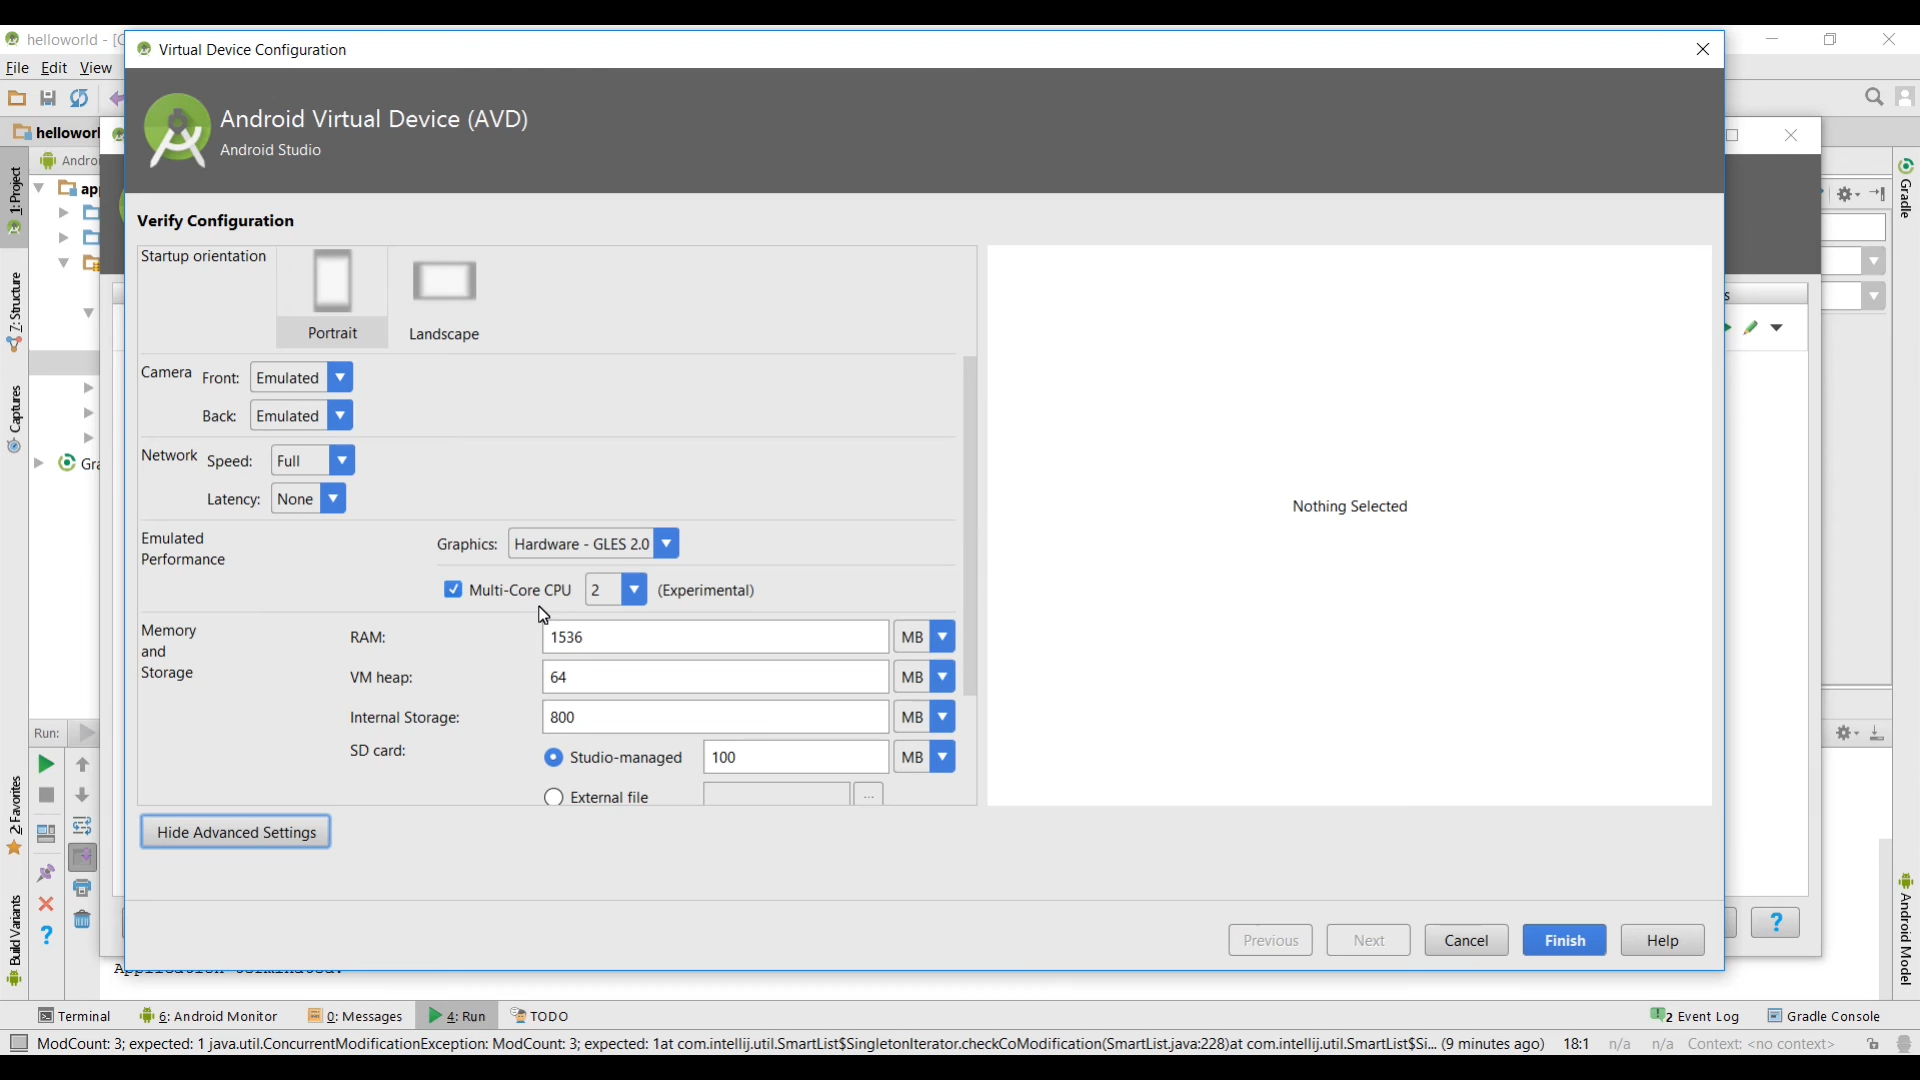 helloworld - [
Virtual Device Configuration
File Edit View
Android Virtual Device (AVD)
Android Studio
Verify Configuration
Startup orientation
Portrait
Landscape
Camera
Front: Emulated
Back: Emulated
Network
Speed: Full
Latency: None
Emulated
Performance
Graphics: Hardware - GLES 2.0
Multi-Core CPU 2 (Experimental)
Memory
and
Storage
RAM: 1536 MB
VM heap: 64 MB
Internal Storage: 800 MB
SD card:
Studio-managed 100 MB
External file ...
Nothing Selected
Hide Advanced Settings
Previous Next Cancel Finish Help
1: Project
7: Structure
Captures
2: Favorites
Build Variants
Run:
Gradle
Android Model
Terminal 6: Android Monitor 0: Messages 4: Run TODO
2 Event Log Gradle Console
ModCount: 3; expected: 1 java.util.ConcurrentModificationException: ModCount: 3; expected: 1at com.intellij.util.SmartList$SingletonIterator.checkCoModification(SmartList.java:228)at com.intellij.util.SmartList$Si... (9 minutes ago) 18:1 n/a n/a Context: <no context>